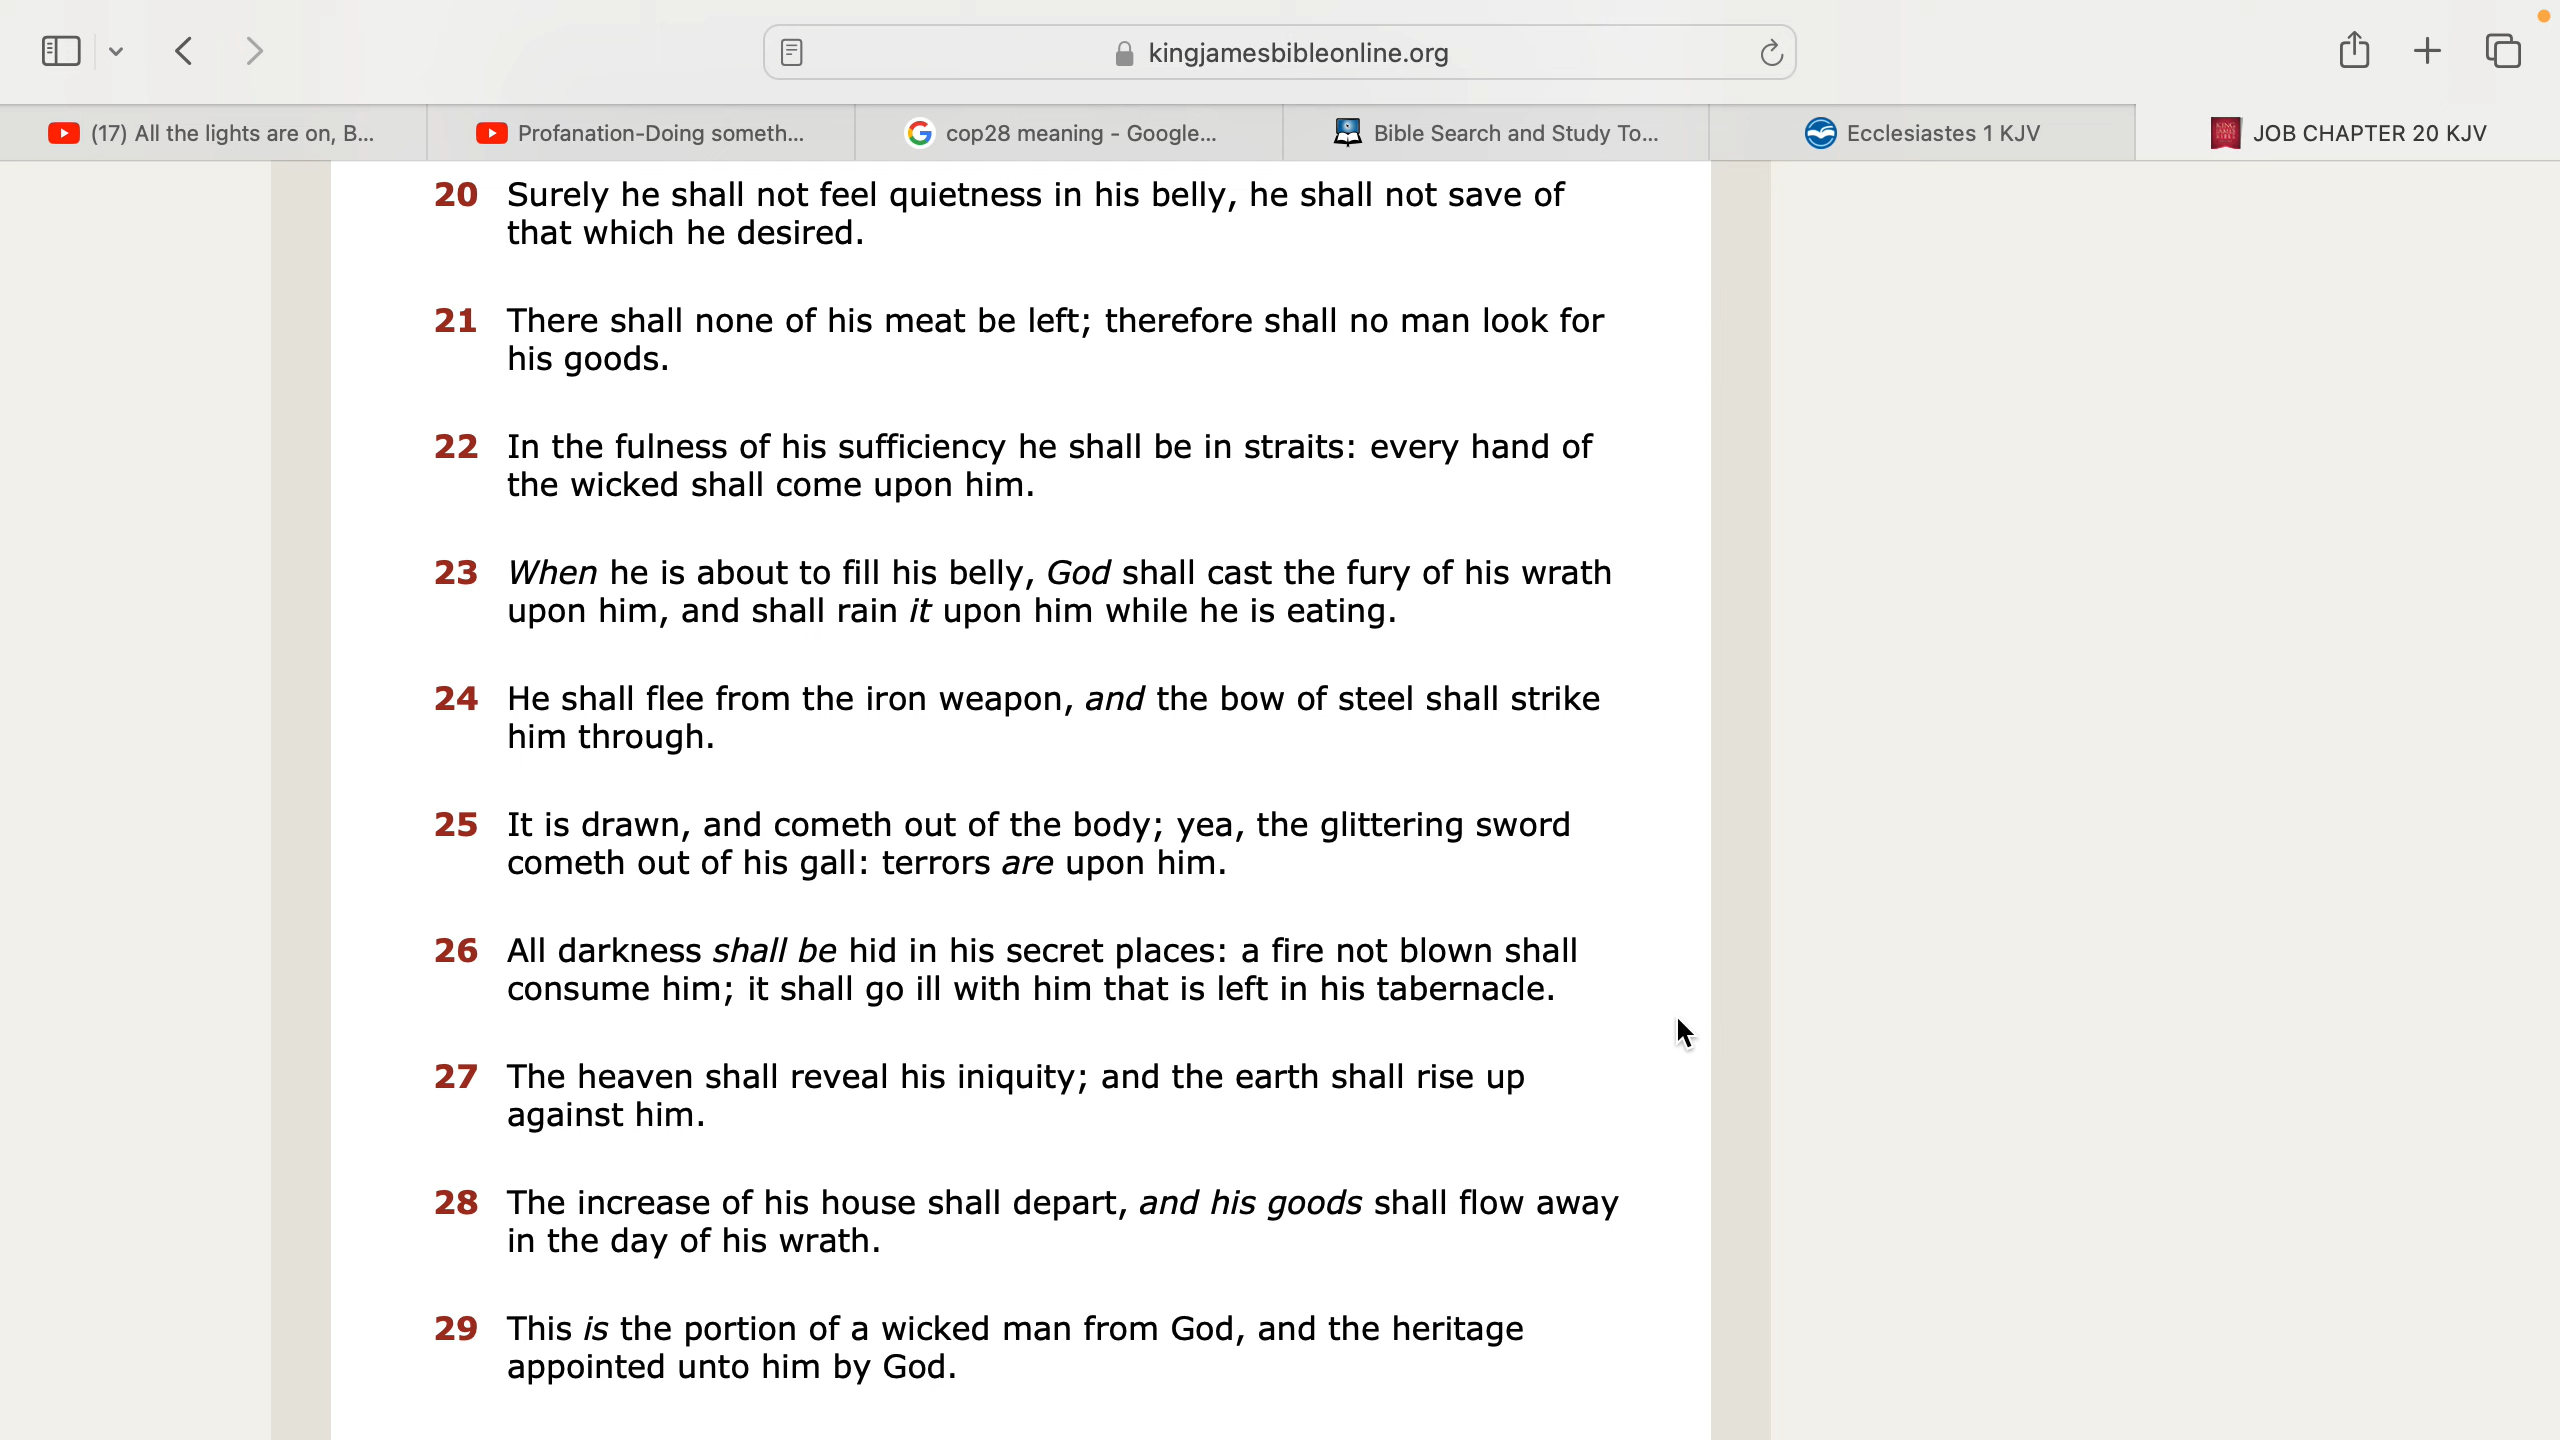 kingjamesbibleonline.org
(17) All the lights are on, B...
Profanation-Doing someth...
cop28 meaning - Google...
Bible Search and Study To...
Ecclesiastes 1 KJV
JOB CHAPTER 20 KJV
20 Surely he shall not feel quietness in his belly, he shall not save of
that which he desired.
21 There shall none of his meat be left; therefore shall no man look for
his goods.
22 In the fulness of his sufficiency he shall be in straits: every hand of
the wicked shall come upon him.
23 When he is about to fill his belly, God shall cast the fury of his wrath
upon him, and shall rain it upon him while he is eating.
24 He shall flee from the iron weapon, and the bow of steel shall strike
him through.
25 It is drawn, and cometh out of the body; yea, the glittering sword
cometh out of his gall: terrors are upon him.
26 All darkness shall be hid in his secret places: a fire not blown shall
consume him; it shall go ill with him that is left in his tabernacle.
27 The heaven shall reveal his iniquity; and the earth shall rise up
against him.
28 The increase of his house shall depart, and his goods shall flow away
in the day of his wrath.
29 This is the portion of a wicked man from God, and the heritage
appointed unto him by God.